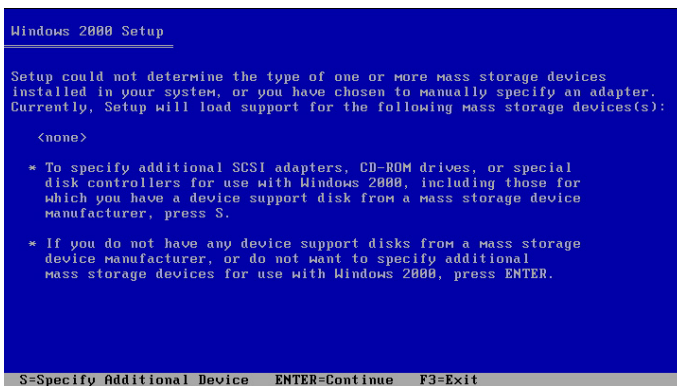 Windows 2000 Setup
Setup could not determine the type of one or more mass storage devices
installed in your system, or you have chosen to manually specify an adapter.
Currently, Setup will load support for the following mass storage devices(s):
<none>
* To specify additional SCSI adapters, CD-ROM drives, or special
disk controllers for use with Windows 2000, including those for
which you have a device support disk from a mass storage device
manufacturer, press S.
* If you do not have any device support disks from a mass storage
device manufacturer, or do not want to specify additional
mass storage devices for use with Windows 2000, press ENTER.
S=Specify Additional Device ENTER=Continue F3=Exit